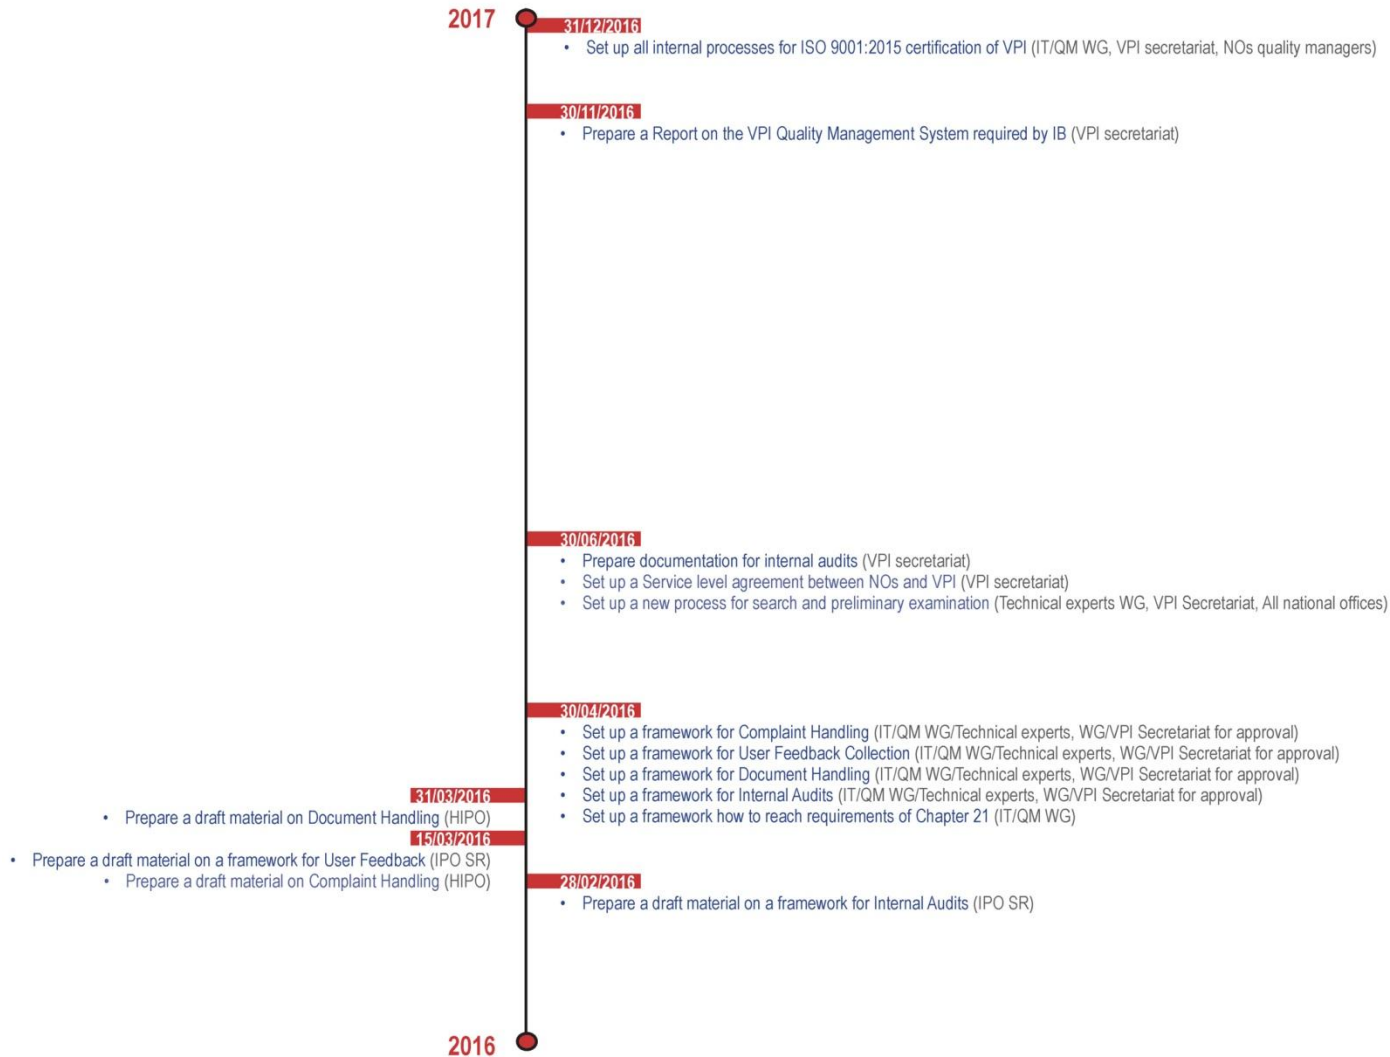 2017
31/12/2016
• Set up all internal processes for ISO 9001:2015 certification of VPI (IT/QM WG, VPI secretariat, NOs quality managers)
30/11/2016
• Prepare a Report on the VPI Quality Management System required by IB (VPI secretariat)
30/06/2016
• Prepare documentation for internal audits (VPI secretariat)
• Set up a Service level agreement between NOs and VPI (VPI secretariat)
• Set up a new process for search and preliminary examination (Technical experts WG, VPI Secretariat, All national offices)
30/04/2016
• Set up a framework for Complaint Handling (IT/QM WG/Technical experts, WG/VPI Secretariat for approval)
• Set up a framework for User Feedback Collection (IT/QM WG/Technical experts, WG/VPI Secretariat for approval)
• Set up a framework for Document Handling (IT/QM WG/Technical experts, WG/VPI Secretariat for approval)
• Set up a framework for Internal Audits (IT/QM WG/Technical experts, WG/VPI Secretariat for approval)
• Set up a framework how to reach requirements of Chapter 21 (IT/QM WG)
31/03/2016
• Prepare a draft material on Document Handling (HIPO)
15/03/2016
• Prepare a draft material on a framework for User Feedback (IPO SR)
• Prepare a draft material on Complaint Handling (HIPO)
28/02/2016
• Prepare a draft material on a framework for Internal Audits (IPO SR)
2016